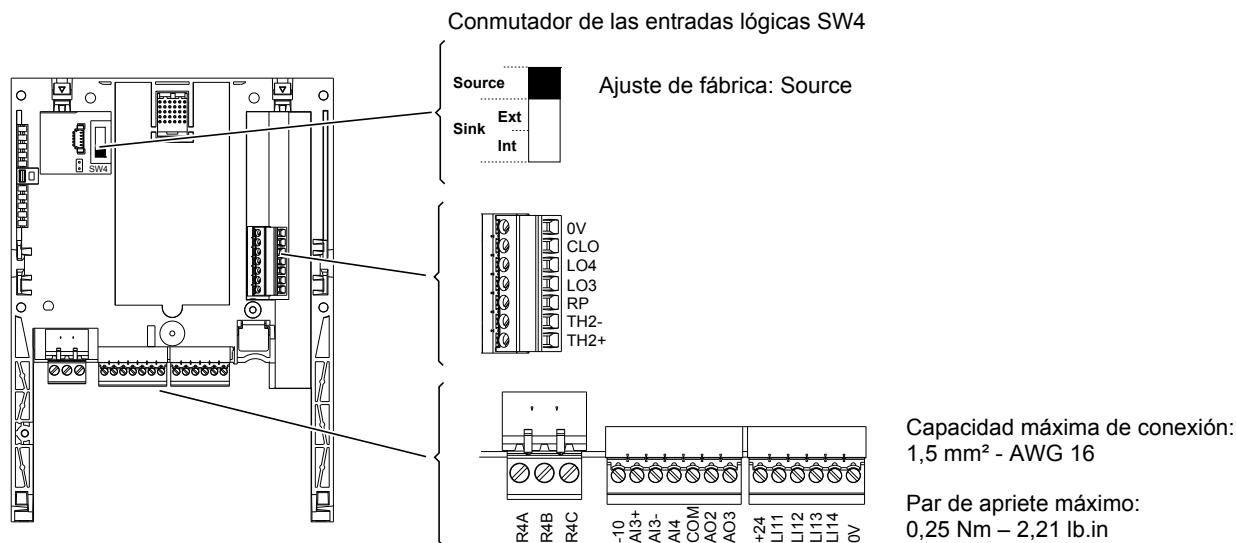 Conmutador de las entradas lógicas SW4
Source
Ajuste de fábrica: Source
Sink
Ext
Int
SW4
0V
CLO
LO4
LO3
RP
TH2-
TH2+
R4A
R4B
R4C
-10
AI3+
AI3-
AI4
COM
AO2
AO3
+24
LI11
LI12
LI13
LI14
0V
Capacidad máxima de conexión:
1,5 mm² - AWG 16
Par de apriete máximo:
0,25 Nm – 2,21 lb.in